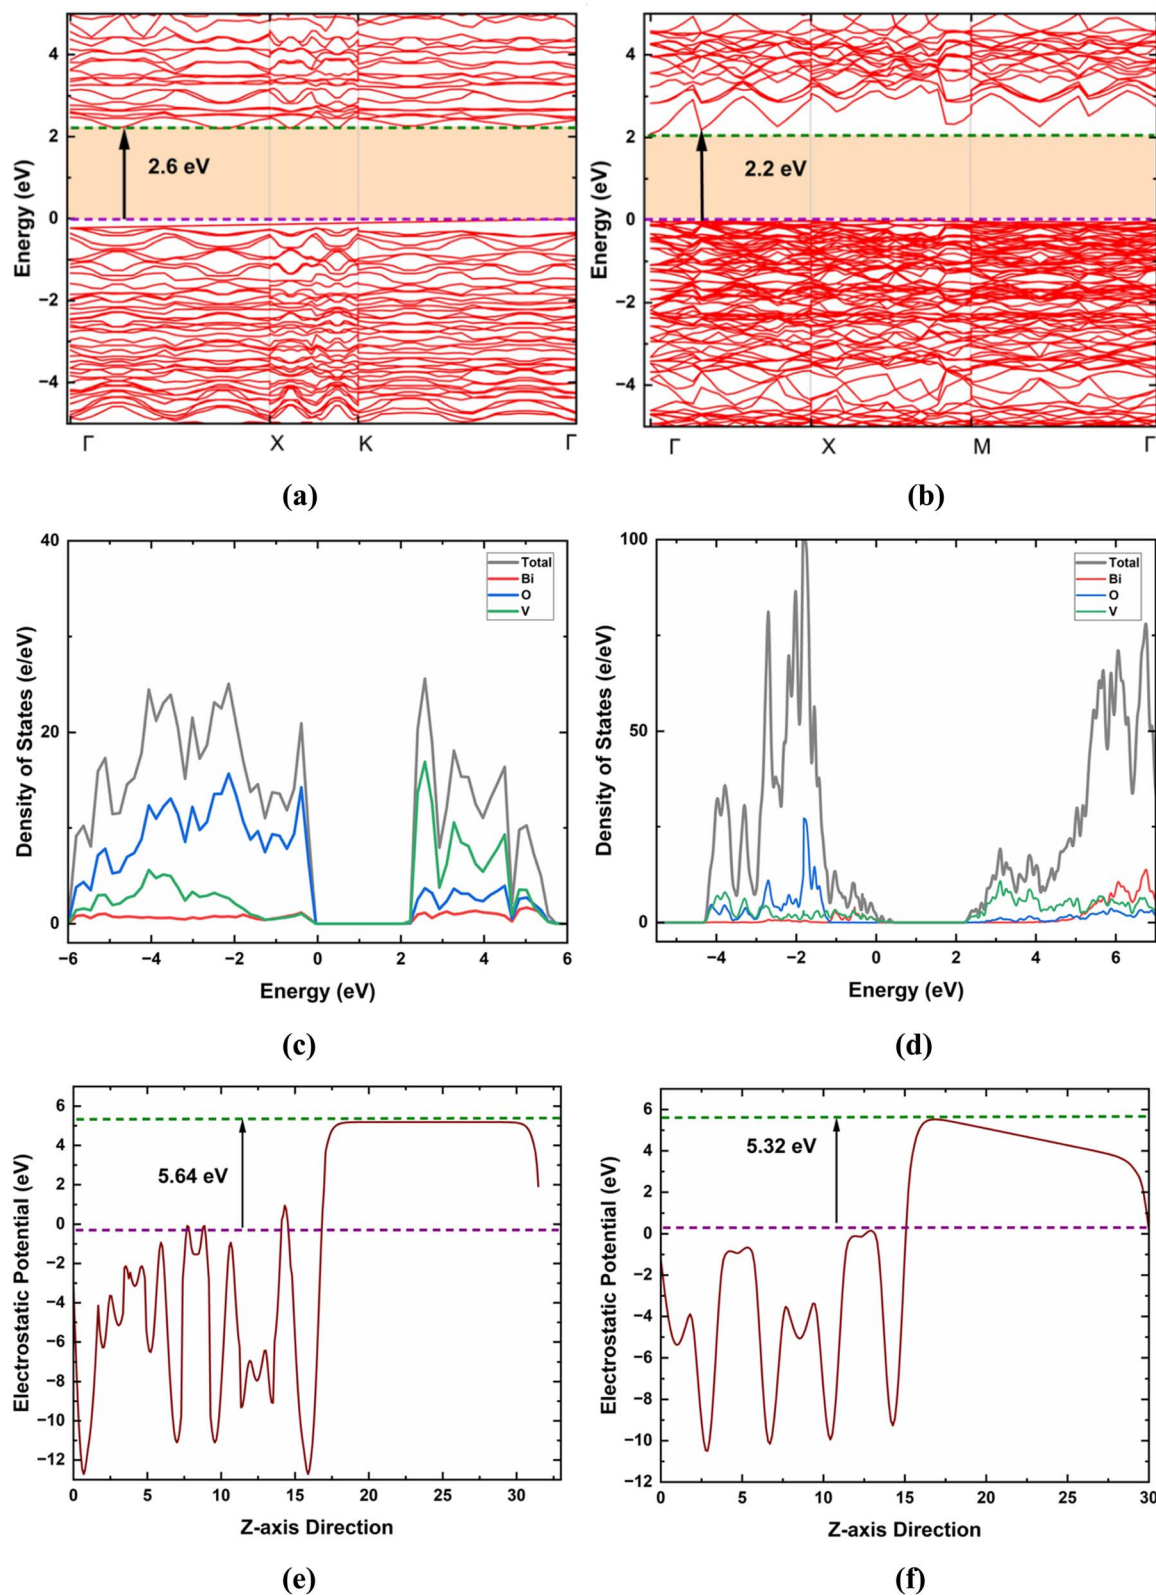 4
2
0
−2
−4
Energy (eV)
2.6 eV
Γ
X
K
Γ
(a)
4
2
0
−2
−4
Energy (eV)
2.2 eV
Γ
X
M
Γ
(b)
40
20
0
Density of States (e/eV)
Total
Bi
O
V
−6
−4
−2
0
2
4
6
Energy (eV)
(c)
100
50
0
Density of States (e/eV)
Total
Bi
O
V
−4
−2
0
2
4
6
Energy (eV)
(d)
6
4
2
0
−2
−4
−6
−8
−10
−12
Electrostatic Potential (eV)
5.64 eV
0
5
10
15
20
25
30
Z-axis Direction
(e)
6
4
2
0
−2
−4
−6
−8
−10
−12
Electrostatic Potential (eV)
5.32 eV
0
5
10
15
20
25
30
Z-axis Direction
(f)